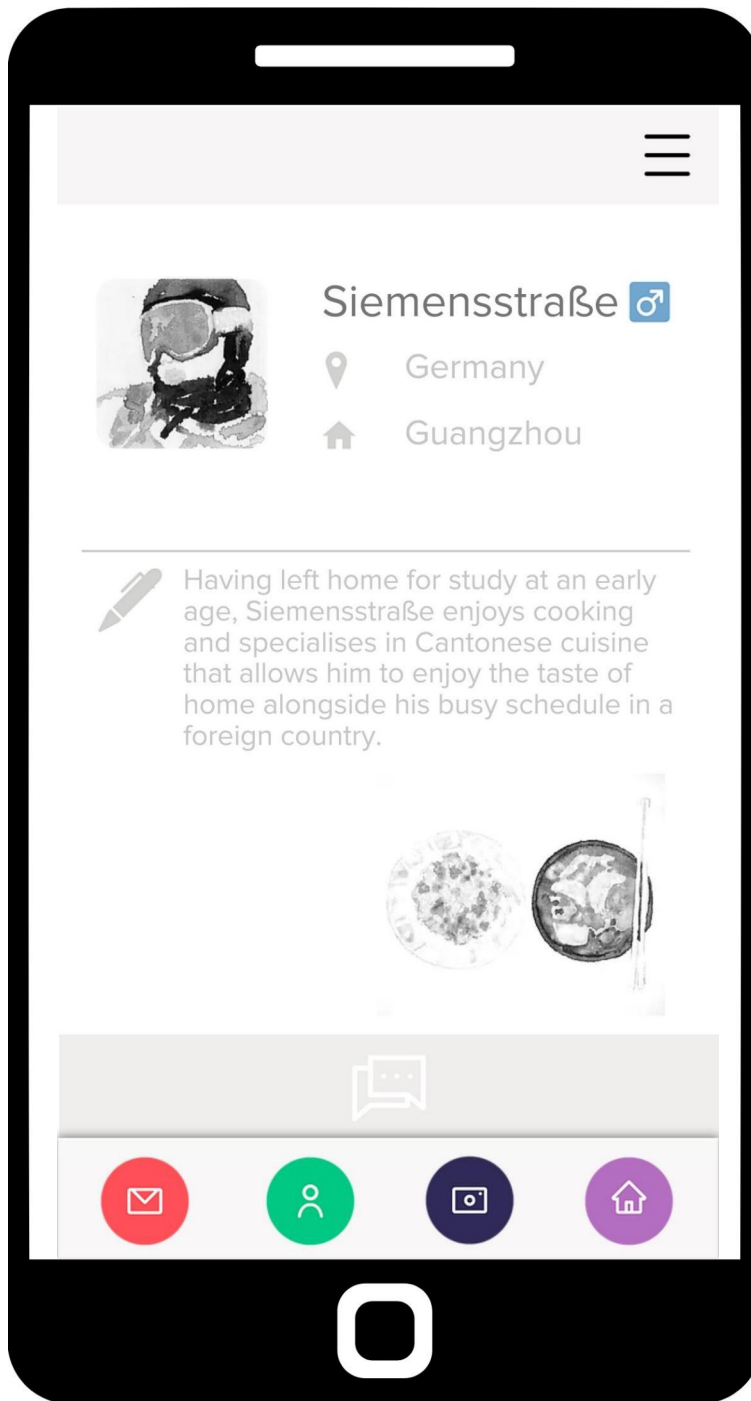 Siemensstraße
Germany
Guangzhou
Having left home for study at an early
age, Siemensstraße enjoys cooking
and specialises in Cantonese cuisine
that allows him to enjoy the taste of
home alongside his busy schedule in a
foreign country.